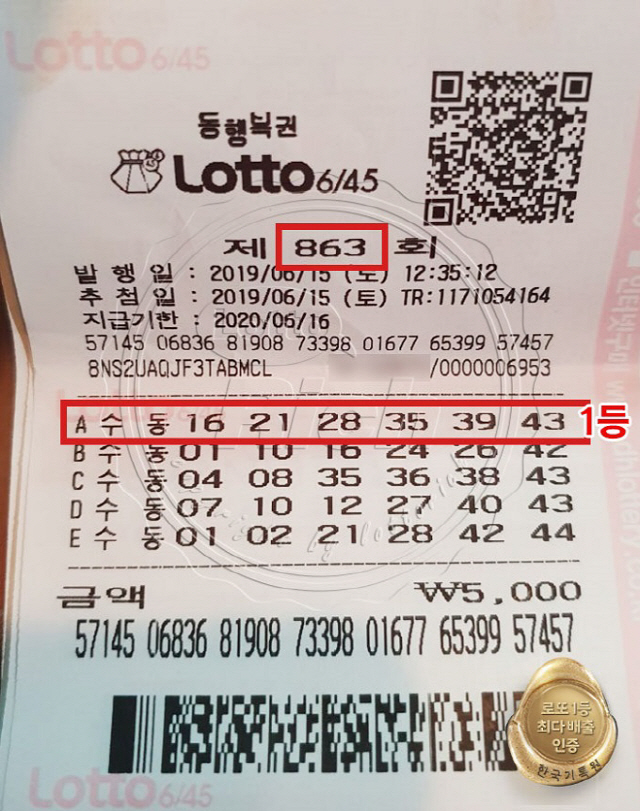 Lotto 6/45
동행복권
Lotto 6/45
제 863 회
발 행 일 : 2019/06/15 (토) 12:35:12
추 첨 일 : 2019/06/15 (토) TR:1171054164
지급기한 : 2020/06/16
57145 06836 81908 73398 01677 65399 57457
8NS2UAQJF3TABMCL /0000006953
A 수 동 16 21 28 35 39 43 1등
B 수 동 01 10 16 24 26 42
C 수 동 04 08 35 36 38 43
D 수 동 07 10 12 27 40 43
E 수 동 01 02 21 28 42 44
금액 ₩5,000
57145 06836 81908 73398 01677 65399 57457
로또1등
최다배출
인증
한국기록원
Lotto 6/45